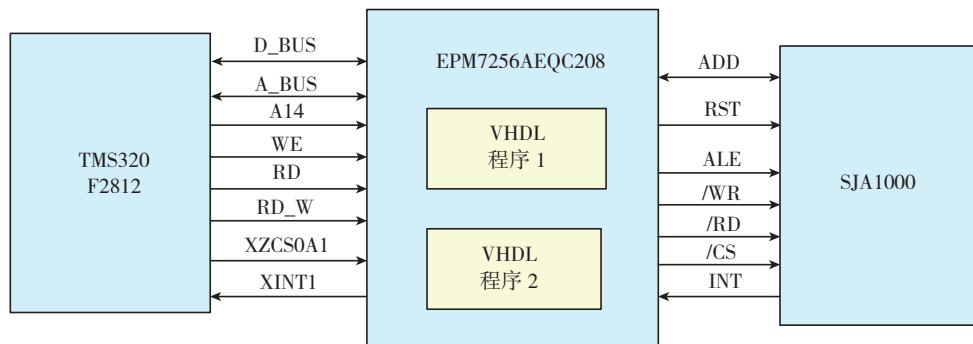 TMS320
F2812
D_BUS
A_BUS
A14
WE
RD
RD_W
XZCS0A1
XINT1
EPM7256AEQC208
VHDL
程序 1
VHDL
程序 2
ADD
RST
ALE
/WR
/RD
/CS
INT
SJA1000